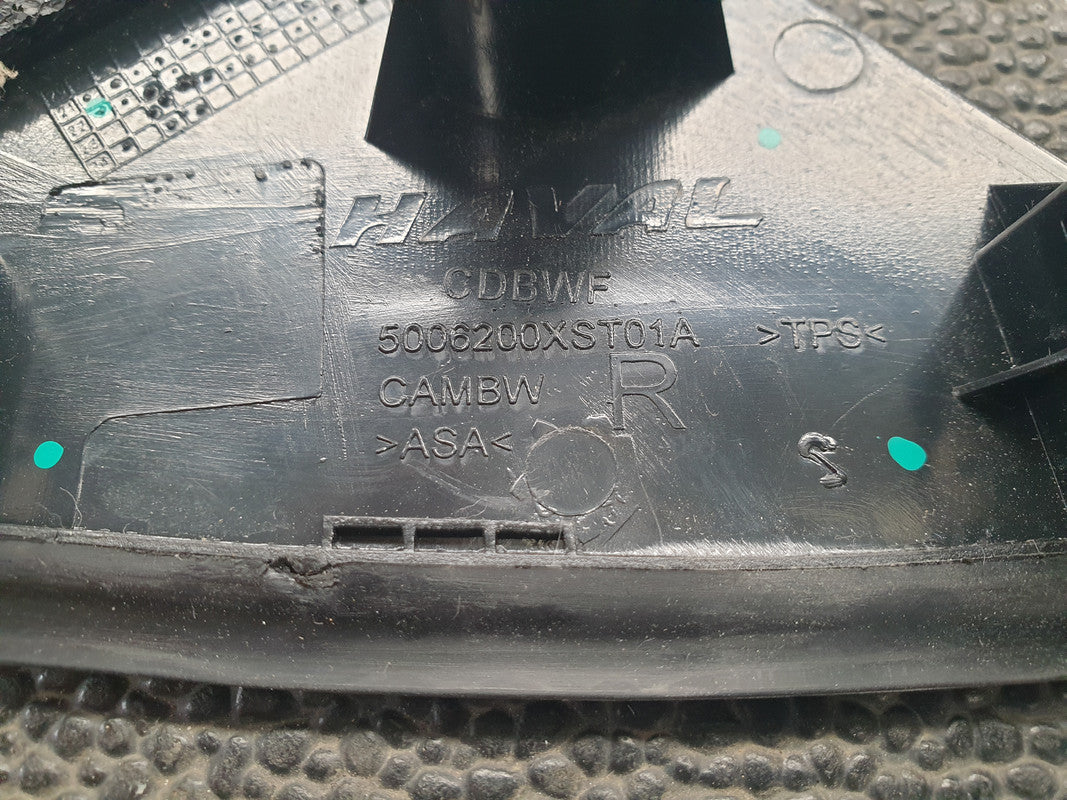 HAVAL
CDBWF
5006200XST01A >TPS<
CAMBW R
>ASA<